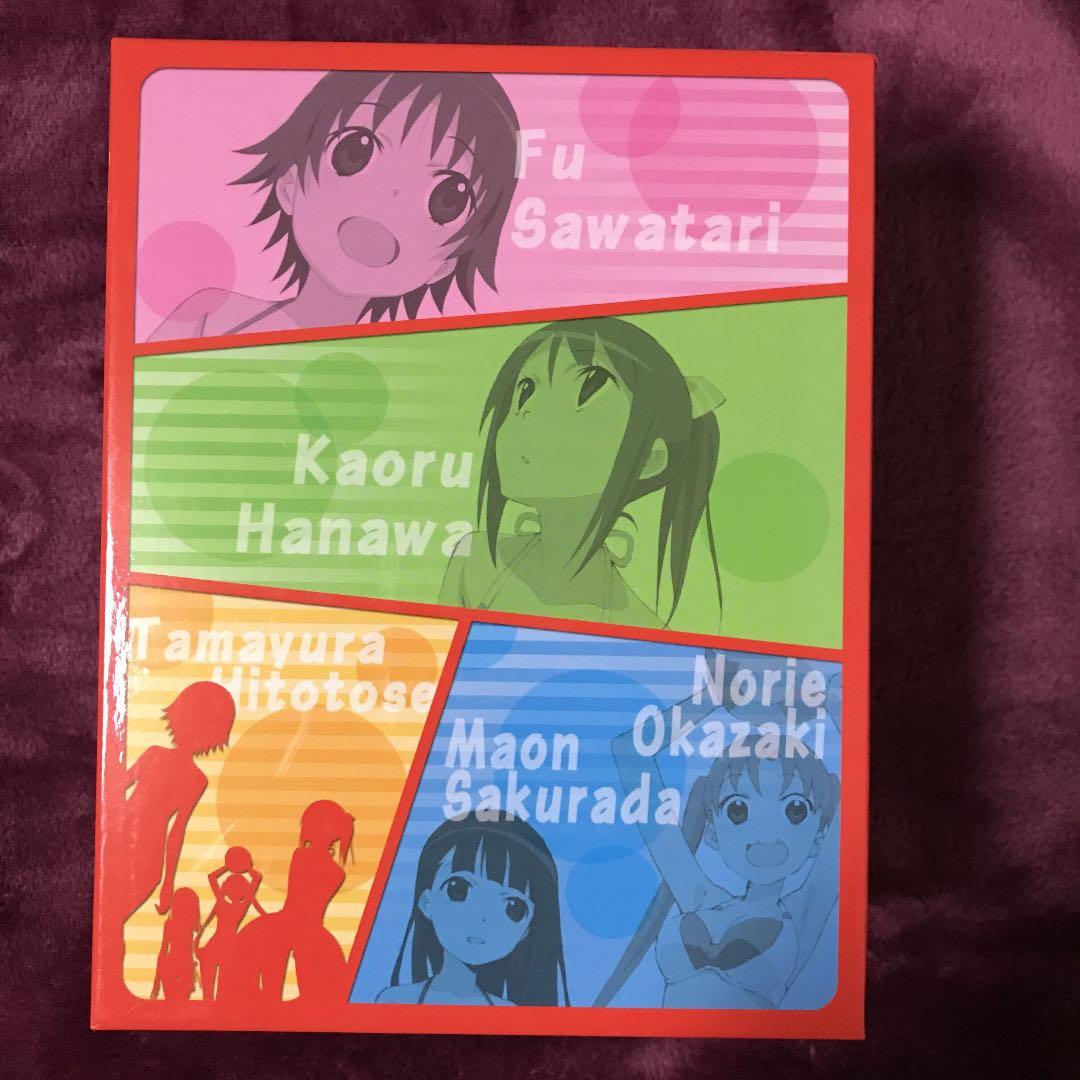 Fu
Sawatari
Kaoru
Hanawa
Tamayura
Hitotose
Norie
Okazaki
Maon
Sakurada